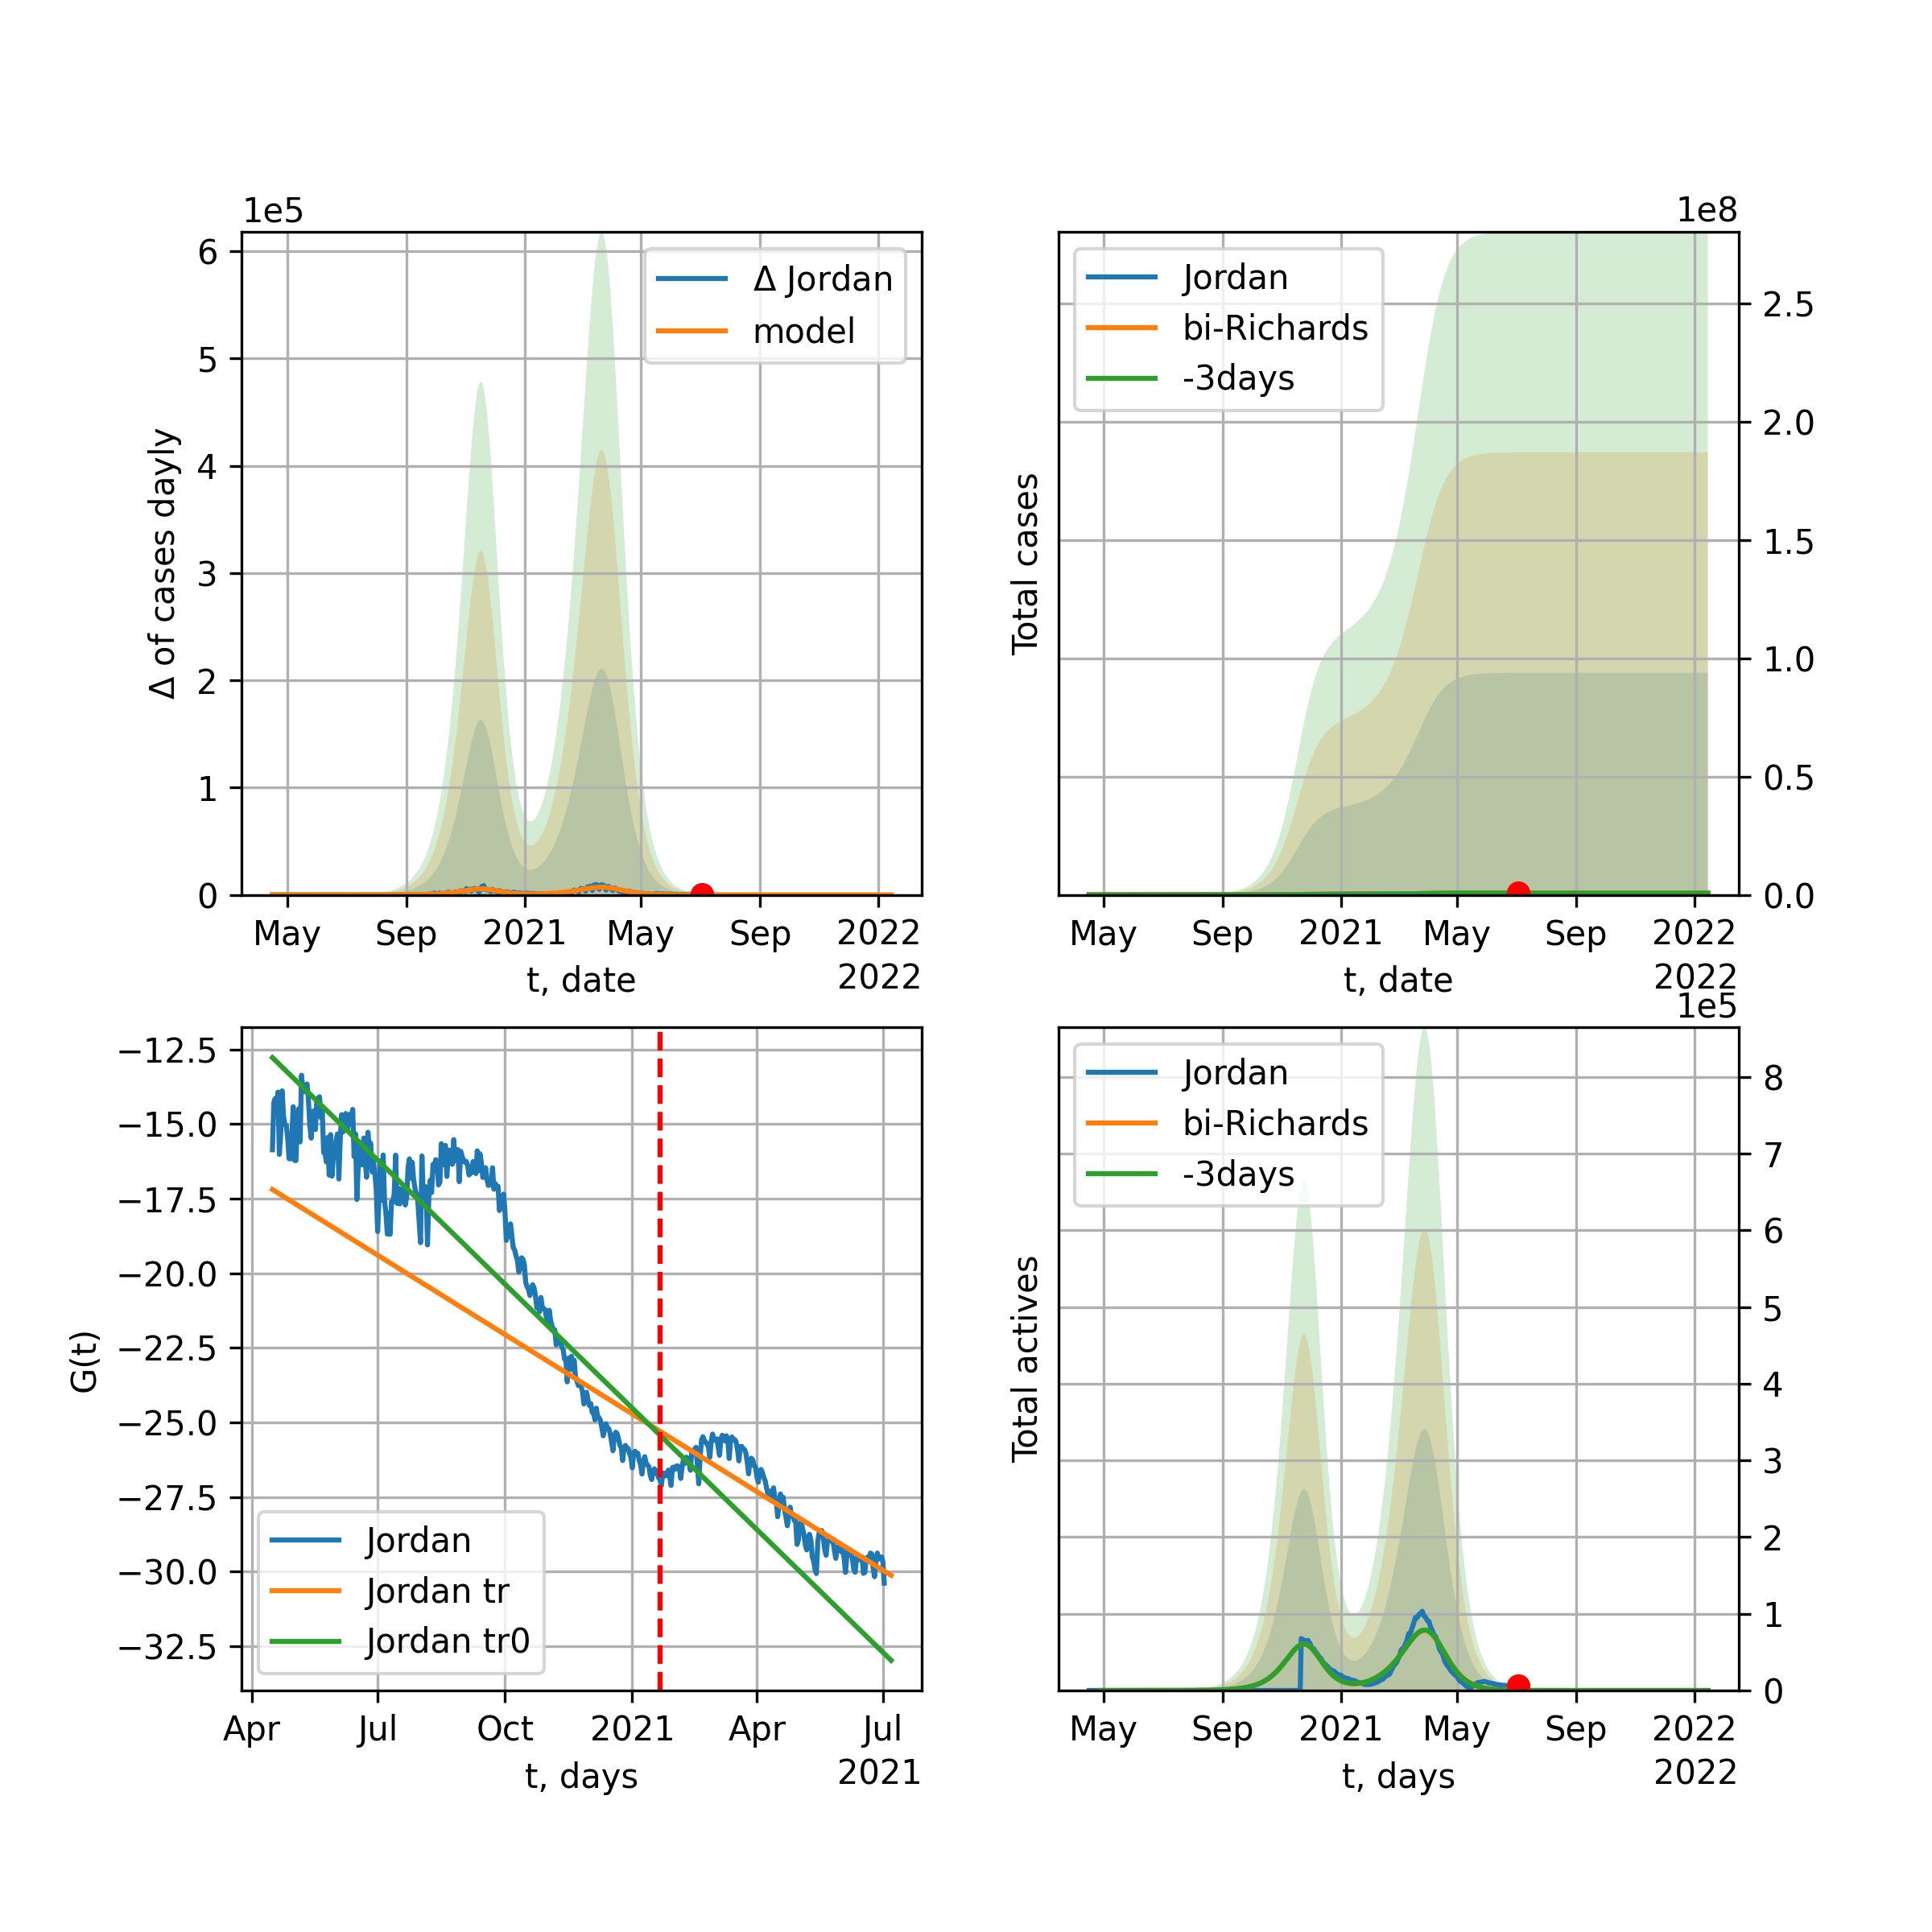 1e5
6
5
4
3
2
1
0
Δ of cases dayly
Δ Jordan
model
May
Sep
2021
May
Sep
2022
t, date
2022
1e8
Jordan
bi-Richards
-3days
Total cases
2.5
2.0
1.5
1.0
0.5
0.0
May
Sep
2021
May
Sep
2022
t, date
2022
−12.5
−15.0
−17.5
−20.0
−22.5
−25.0
−27.5
−30.0
−32.5
G(t)
Jordan
Jordan tr
Jordan tr0
Apr
Jul
Oct
2021
Apr
Jul
t, days
2021
1e5
Jordan
bi-Richards
-3days
Total actives
8
7
6
5
4
3
2
1
0
May
Sep
2021
May
Sep
2022
t, days
2022